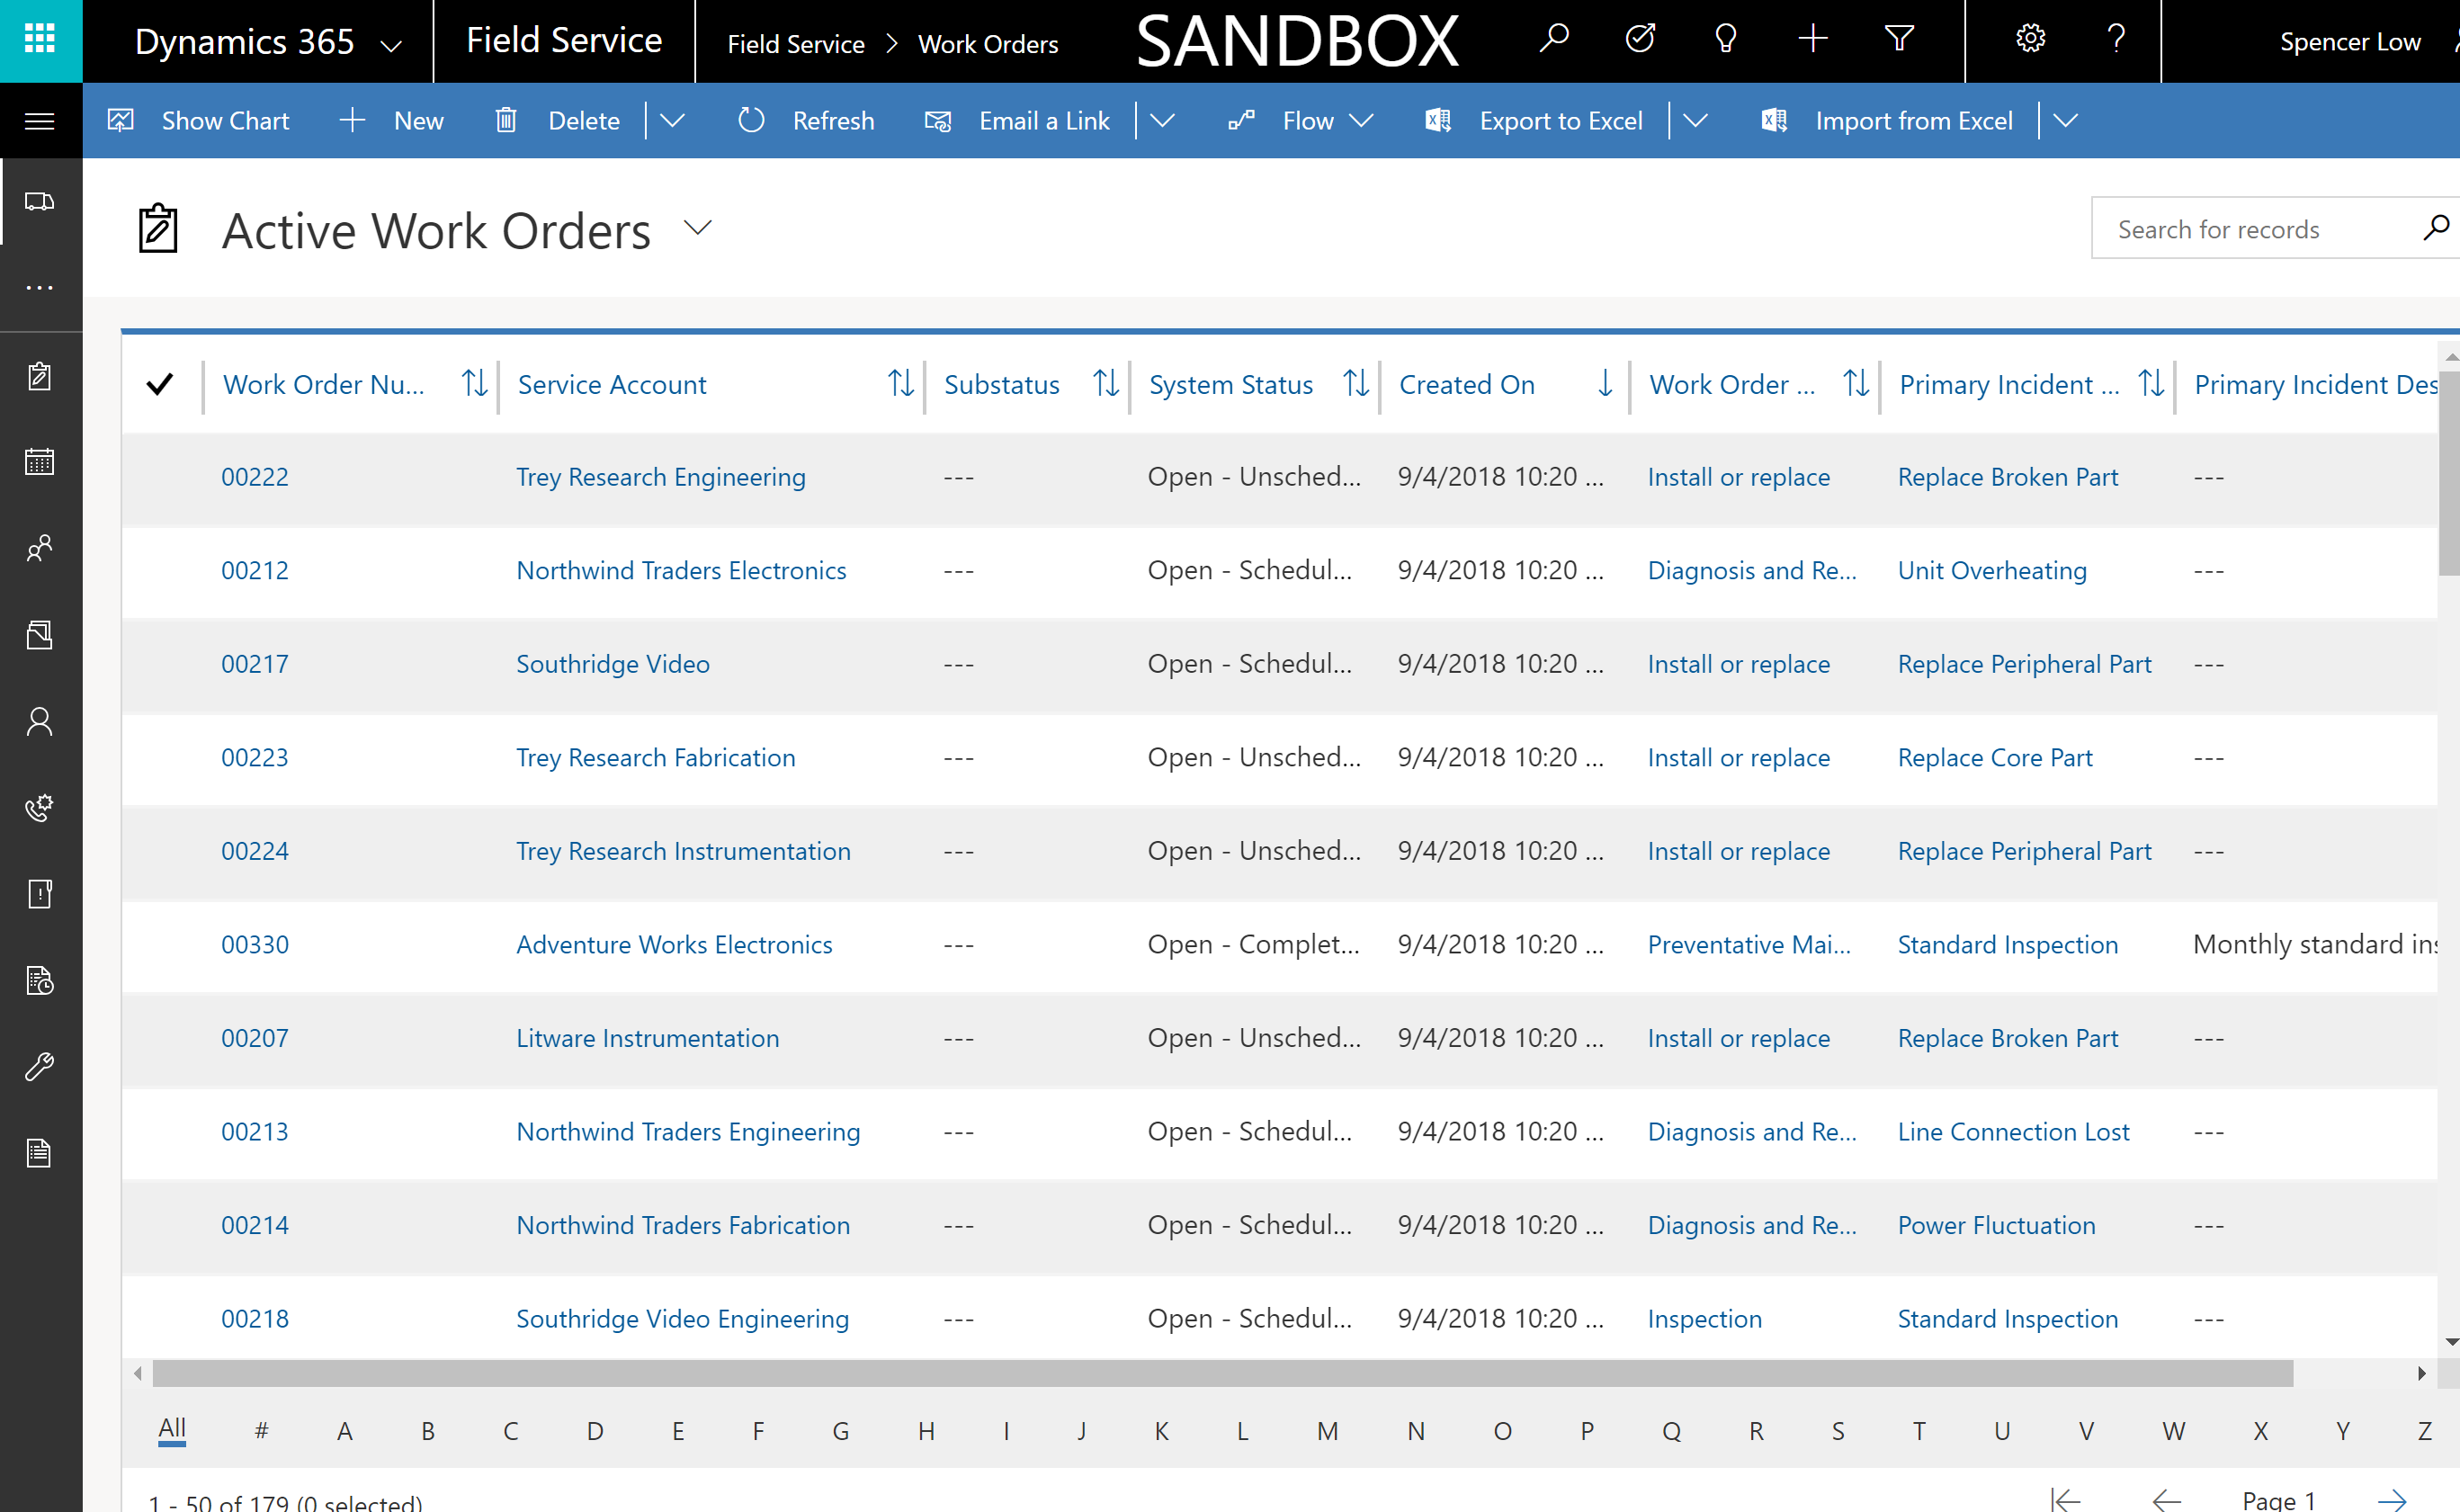 Dynamics 365 Field Service Field Service > Work Orders SANDBOX ? Spencer Low
Show Chart New Delete Refresh Email a Link Flow Export to Excel Import from Excel
Active Work Orders Search for records
Work Order Nu... Service Account Substatus System Status Created On Work Order ... Primary Incident ... Primary Incident Des
00222 Trey Research Engineering --- Open - Unsched... 9/4/2018 10:20 ... Install or replace Replace Broken Part ---
00212 Northwind Traders Electronics --- Open - Schedul... 9/4/2018 10:20 ... Diagnosis and Re... Unit Overheating ---
00217 Southridge Video --- Open - Schedul... 9/4/2018 10:20 ... Install or replace Replace Peripheral Part ---
00223 Trey Research Fabrication --- Open - Unsched... 9/4/2018 10:20 ... Install or replace Replace Core Part ---
00224 Trey Research Instrumentation --- Open - Unsched... 9/4/2018 10:20 ... Install or replace Replace Peripheral Part ---
00330 Adventure Works Electronics --- Open - Complet... 9/4/2018 10:20 ... Preventative Mai... Standard Inspection Monthly standard ins
00207 Litware Instrumentation --- Open - Unsched... 9/4/2018 10:20 ... Install or replace Replace Broken Part ---
00213 Northwind Traders Engineering --- Open - Schedul... 9/4/2018 10:20 ... Diagnosis and Re... Line Connection Lost ---
00214 Northwind Traders Fabrication --- Open - Schedul... 9/4/2018 10:20 ... Diagnosis and Re... Power Fluctuation ---
00218 Southridge Video Engineering --- Open - Schedul... 9/4/2018 10:20 ... Inspection Standard Inspection ---
All # A B C D E F G H I J K L M N O P Q R S T U V W X Y Z
1 - 50 of 179 (0 selected) Page 1